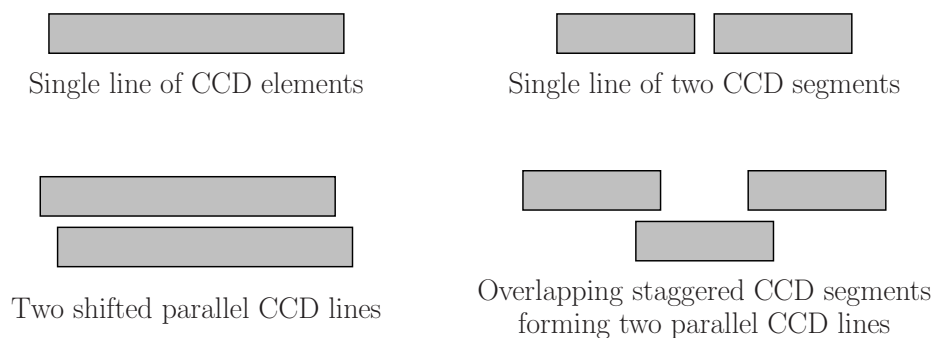 Single line of CCD elements
Single line of two CCD segments
Two shifted parallel CCD lines
Overlapping staggered CCD segments
forming two parallel CCD lines